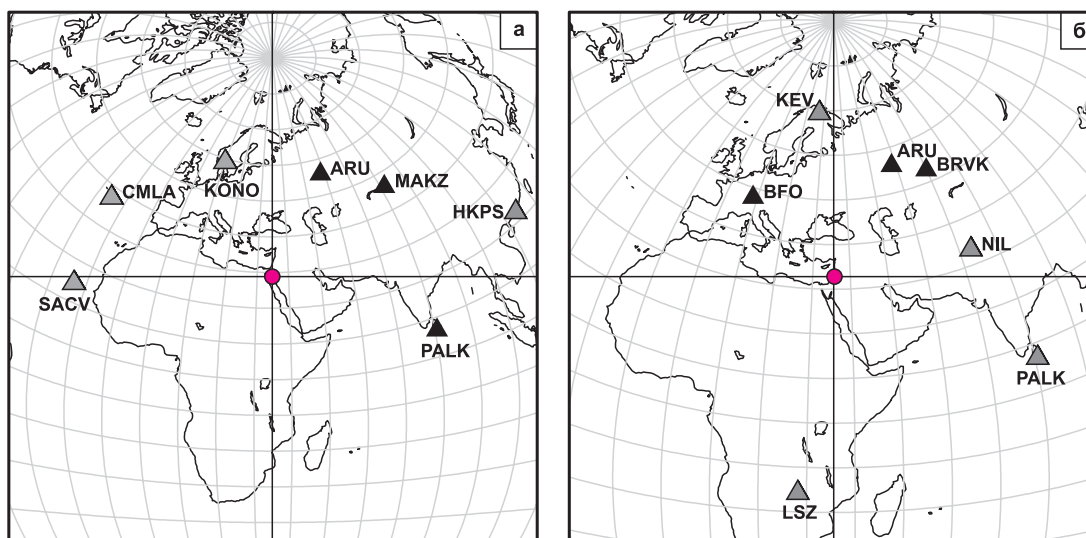 а
CMLA
KONO
ARU
MAKZ
HKPS
SACV
PALK
б
KEV
ARU
BRVK
BFO
NIL
PALK
LSZ